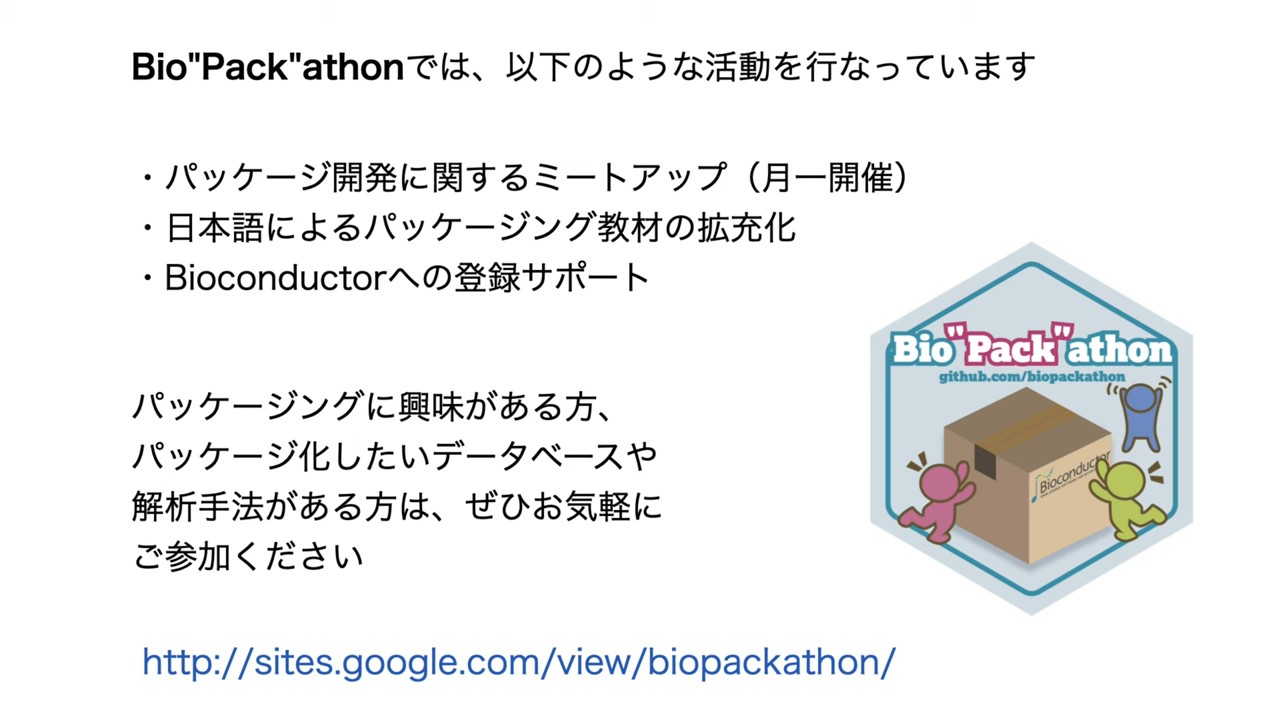 Bio"Pack"athonでは、以下のような活動を行なっています
・パッケージ開発に関するミートアップ（月一開催）
・日本語によるパッケージング教材の拡充化
・Bioconductorへの登録サポート
パッケージングに興味がある方、
パッケージ化したいデータベースや
解析手法がある方は、ぜひお気軽に
ご参加ください
Bio"Pack"athon
github.com/biopackathon
Bioconductor
http://sites.google.com/view/biopackathon/